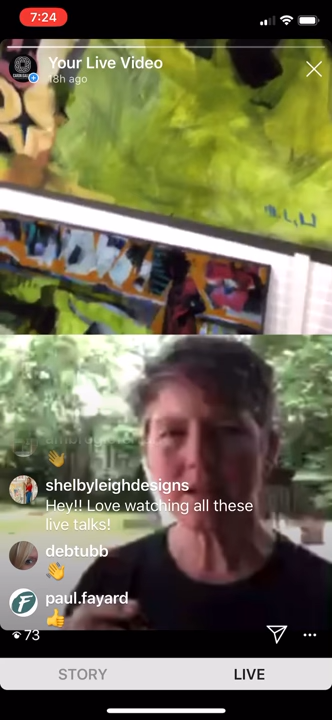 7:24
Your Live Video
18h ago
shelbyleighdesigns
Hey!! Love watching all these
live talks!
debtubb
paul.fayard
73
STORY
LIVE